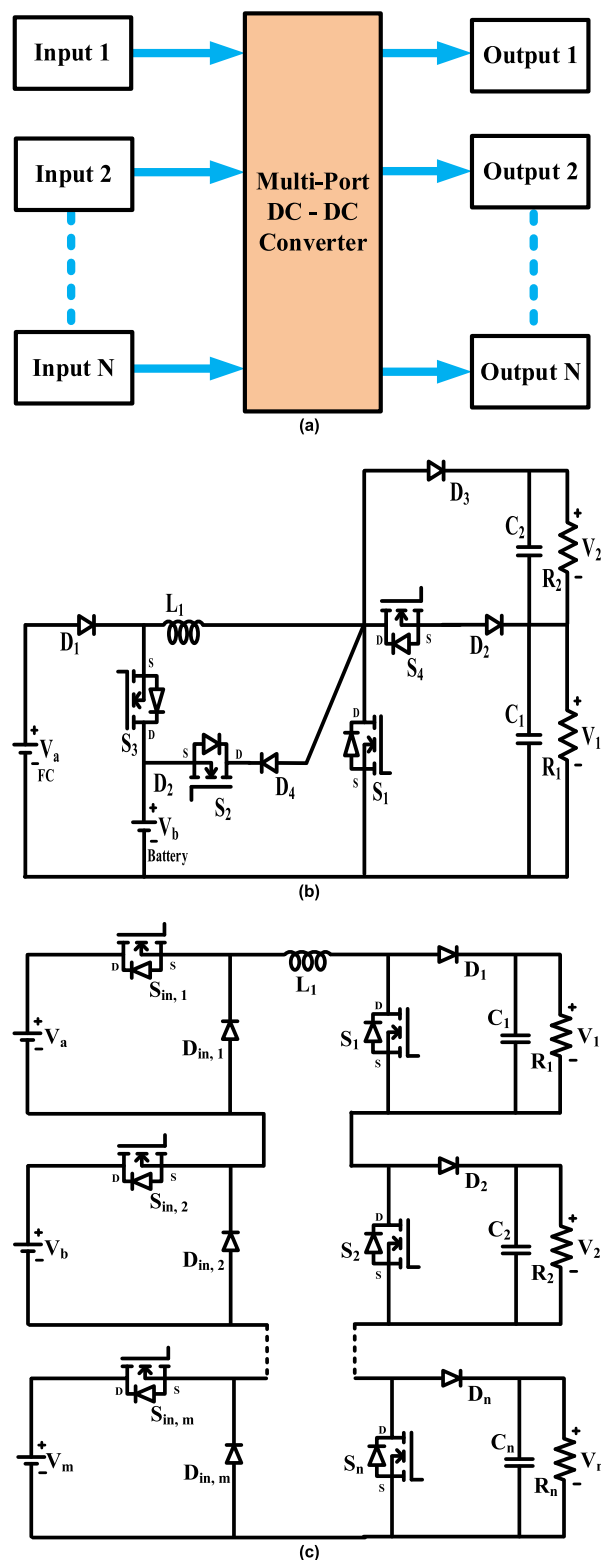 Input 1
Output 1
Input 2
Multi-Port
DC - DC
Converter
Output 2
Input N
Output N
(a)
D3
C2
R2
+
V2
-
L1
D1
D
S
S4
D2
S
D
S3
+
Va
-
FC
D2
S
D
S2
D4
D
S
S1
C1
R1
+
V1
-
+
Vb
-
Battery
(b)
D
S
Sin, 1
L1
D1
+
Va
-
Din, 1
D
S1
S
C1
R1
+
V1
-
D
S
Sin, 2
D2
+
Vb
-
Din, 2
D
S2
S
C2
R2
+
V2
-
D
S
Sin, m
Dn
+
Vm
-
Din, m
D
Sn
S
Cn
Rn
+
-
(c)